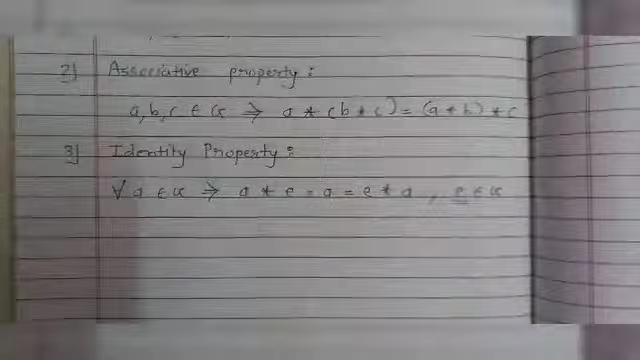 2) Associative property :
a, b, c ∈ G ⇒ a * (b * c) = (a * b) * c
3) Identity Property :
∀ a ∈ G ⇒ a * e = a = e * a , e ∈ G